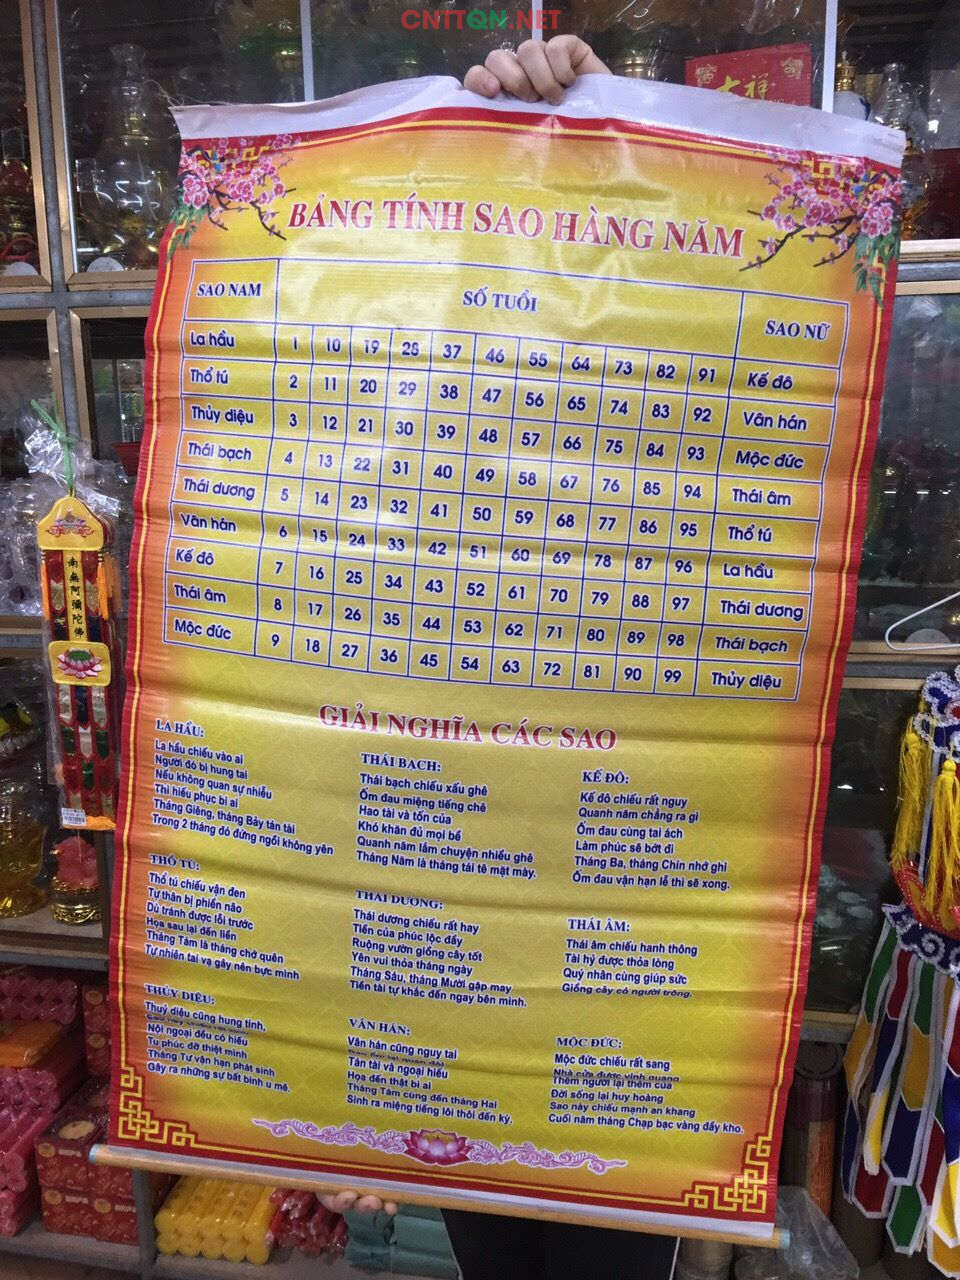 CNTTQN.NET
大祥
BẢNG TÍNH SAO HÀNG NĂM
SAO NAM SỐ TUỔI SAO NỮ
La hầu 1 10 19 28 37 46 55 64 73 82 91 Kế đô
Thổ tú 2 11 20 29 38 47 56 65 74 83 92 Vân hán
Thủy diệu 3 12 21 30 39 48 57 66 75 84 93 Mộc đức
Thái bạch 4 13 22 31 40 49 58 67 76 85 94 Thái âm
Thái dương 5 14 23 32 41 50 59 68 77 86 95 Thổ tú
Vân hán 6 15 24 33 42 51 60 69 78 87 96 La hầu
Kế đô 7 16 25 34 43 52 61 70 79 88 97 Thái dương
Thái âm 8 17 26 35 44 53 62 71 80 89 98 Thái bạch
Mộc đức 9 18 27 36 45 54 63 72 81 90 99 Thủy diệu
GIẢI NGHĨA CÁC SAO
LA HẦU:
La hầu chiếu vào ai
Người đó bị hung tai
Nếu không quan sự nhiễu
Thì hiếu phục bi ai
Tháng Giêng, tháng Bảy tán tài
Trong 2 tháng đó đứng ngồi không yên
THỔ TÚ:
Thổ tú chiếu vận đen
Tự thân bị phiền não
Dù tránh được lỗi trước
Họa sau lại đến liền
Tháng Tám là tháng chớ quên
Tự nhiên tai vạ gây nên bực mình
THỦY DIỆU:
Thuỷ diệu cũng hung tinh,
Nội ngoại đều có hiếu
Tu phúc đỡ thiệt mình
Tháng Tư vận hạn phát sinh
Gây ra những sự bất bình u mê.
THÁI BẠCH:
Thái bạch chiếu xấu ghê
Ốm đau miệng tiếng chê
Hao tài và tốn của
Khó khăn đủ mọi bề
Quanh năm lắm chuyện nhiều ghê
Tháng Năm là tháng tái tê mặt mày.
THÁI DƯƠNG:
Thái dương chiếu rất hay
Tiền của phúc lộc đầy
Ruộng vườn giống cây tốt
Yên vui thỏa tháng ngày
Tháng Sáu, tháng Mười gặp may
Tiền tài tự khắc đến ngay bên mình.
VÂN HÁN:
Vân hán cũng nguy tai
Tán tài và ngoại hiếu
Họa đến thật bi ai
Tháng Tám cùng đến tháng Hai
Sinh ra miệng tiếng lôi thôi đến kỳ.
KẾ ĐÔ:
Kế đô chiếu rất nguy
Quanh năm chẳng ra gì
Ốm đau cùng tai ách
Làm phúc sẽ bớt đi
Tháng Ba, tháng Chín nhớ ghi
Ốm đau vận hạn lễ thì sẽ xong.
THÁI ÂM:
Thái âm chiếu hanh thông
Tài hỷ được thỏa lòng
Quý nhân cùng giúp sức
Giống cây có người trồng.
MỘC ĐỨC:
Mộc đức chiếu rất sang
Nhà cửa được vinh quang
Thêm người lại thêm của
Đời sống lại huy hoàng
Sao này chiếu mạnh an khang
Cuối năm tháng Chạp bạc vàng đầy kho.
南無阿彌陀佛